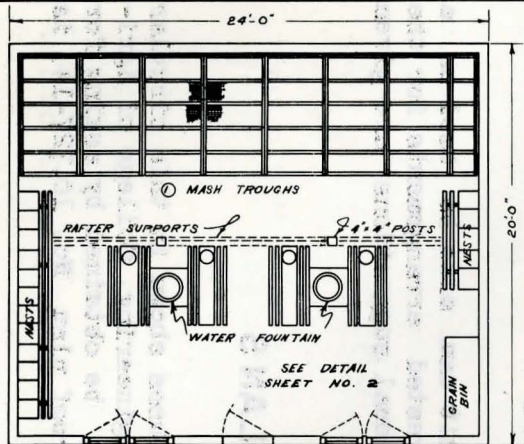 24'-0"
① MASH TROUGHS
RAFTER SUPPORTS
4"x4" POSTS
NESTS
NESTS
20'-0"
WATER FOUNTAIN
SEE DETAIL
SHEET NO. 2
GRAIN
BIN